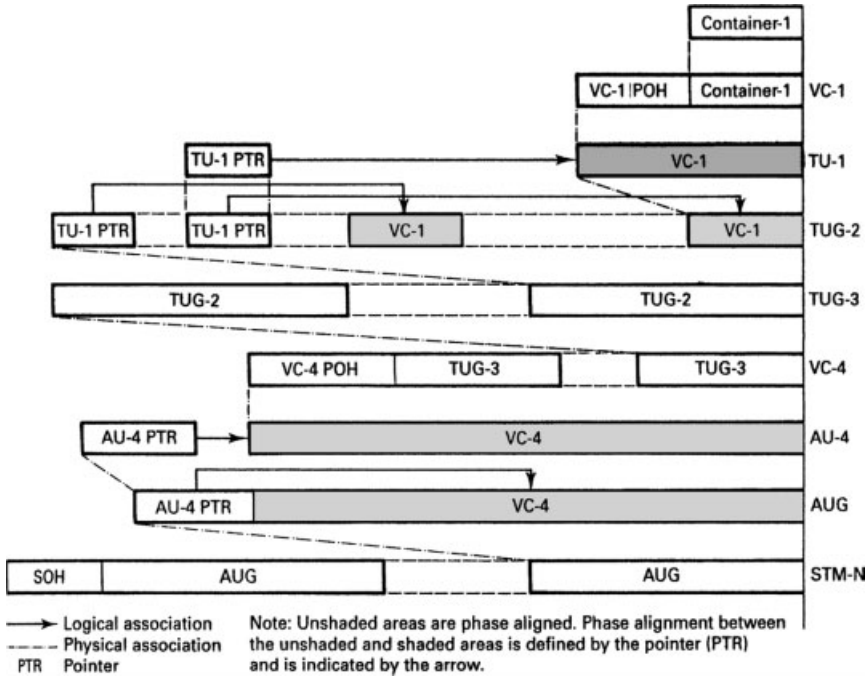 Container-1
VC-1 POH Container-1 VC-1
TU-1 PTR VC-1 TU-1
TU-1 PTR TU-1 PTR VC-1 VC-1 TUG-2
TUG-2 TUG-2 TUG-3
VC-4 POH TUG-3 TUG-3 VC-4
AU-4 PTR VC-4 AU-4
AU-4 PTR VC-4 AUG
SOH AUG AUG STM-N
Logical association
Physical association
PTR Pointer
Note: Unshaded areas are phase aligned. Phase alignment between
the unshaded and shaded areas is defined by the pointer (PTR)
and is indicated by the arrow.